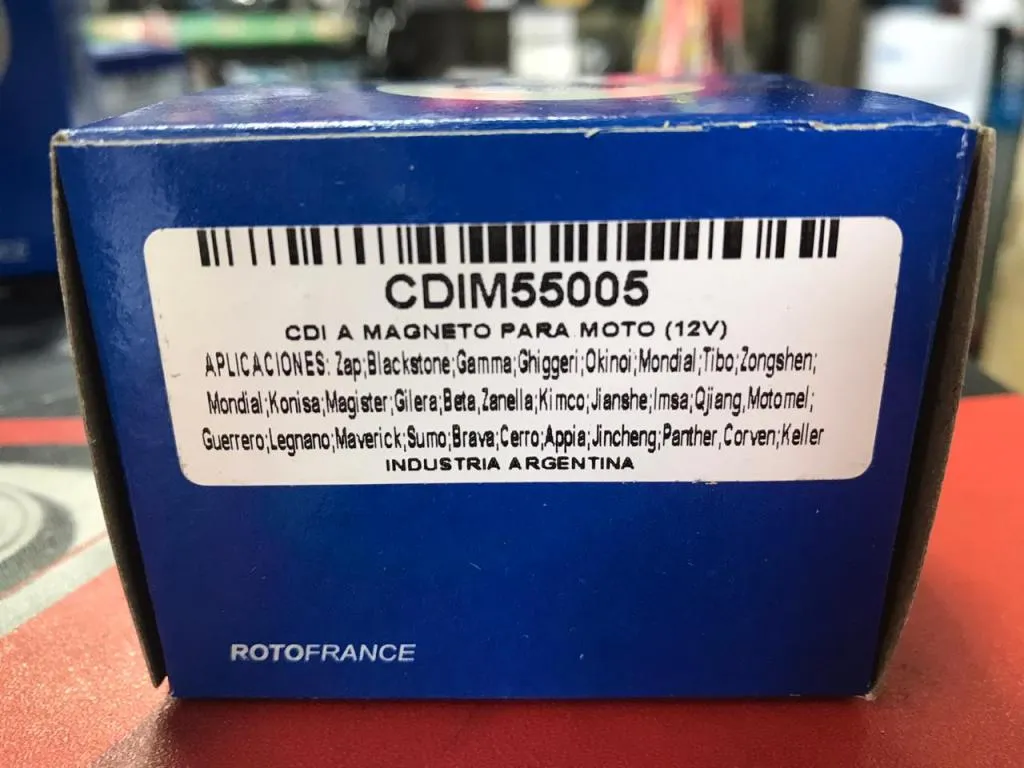 CDIM55005
CDI A MAGNETO PARA MOTO (12V)
APLICACIONES: Zap;Blackstone;Gamma;Ghiggeri;Okinoi;Mondial;Tibo;Zongshen;
Mondial;Konisa;Magister;Gilera;Beta,Zanella;Kimco;Jianshe;Imsa;Qjiang,Motomel;
Guerrero;Legnano;Maverick;Sumo;Brava;Cerro;Appia;Jincheng;Panther,Corven;Keller
INDUSTRIA ARGENTINA
ROTOFRANCE